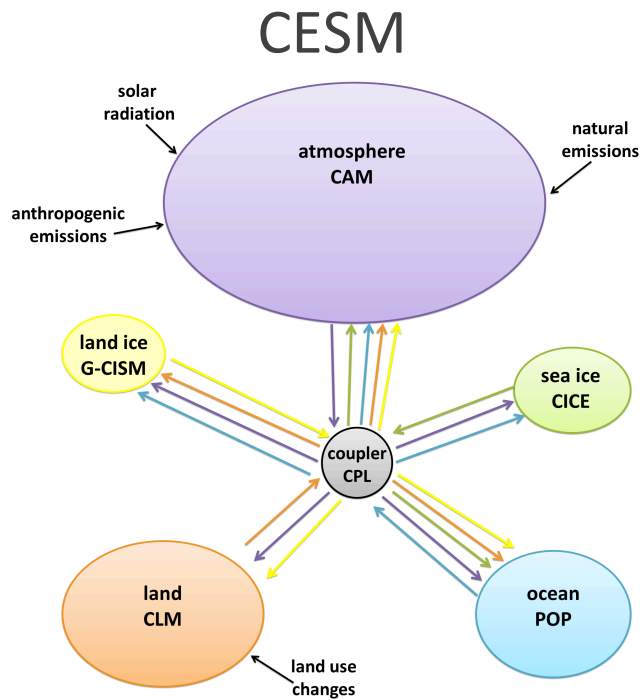 CESM
solar
radiation
natural
emissions
atmosphere
CAM
anthropogenic
emissions
land ice
G-CISM
sea ice
CICE
coupler
CPL
land
CLM
ocean
POP
land use
changes